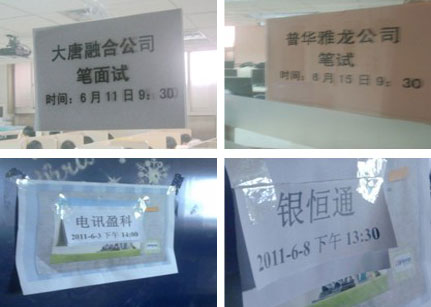 大唐融合公司
笔面试
时间：6月11日9：30
普华雅龙公司
笔试
时间：6月15日9：30
电讯盈科
2011-6-3 下午 14:00
银恒通
2011-6-8 下午 13:30